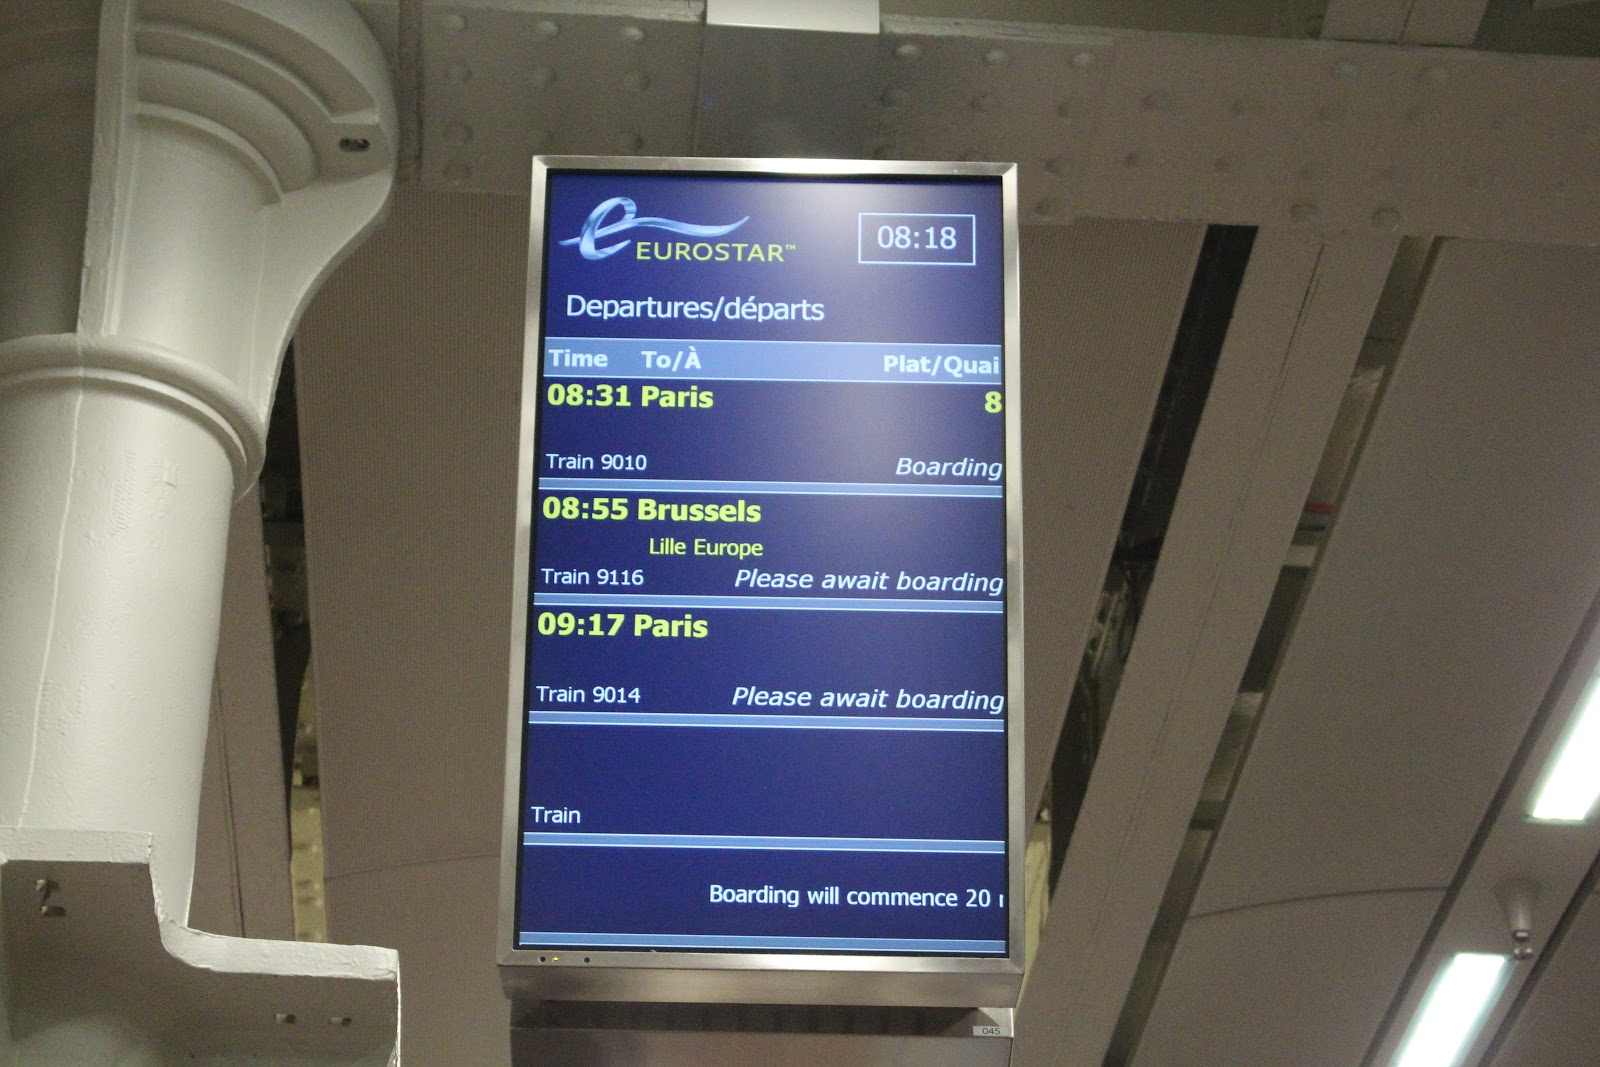 EUROSTAR™
08:18
Departures/départs
Time To/À Plat/Quai
08:31 Paris 8
Train 9010 Boarding
08:55 Brussels
Lille Europe
Train 9116 Please await boarding
09:17 Paris
Train 9014 Please await boarding
Train
Boarding will commence 20
045